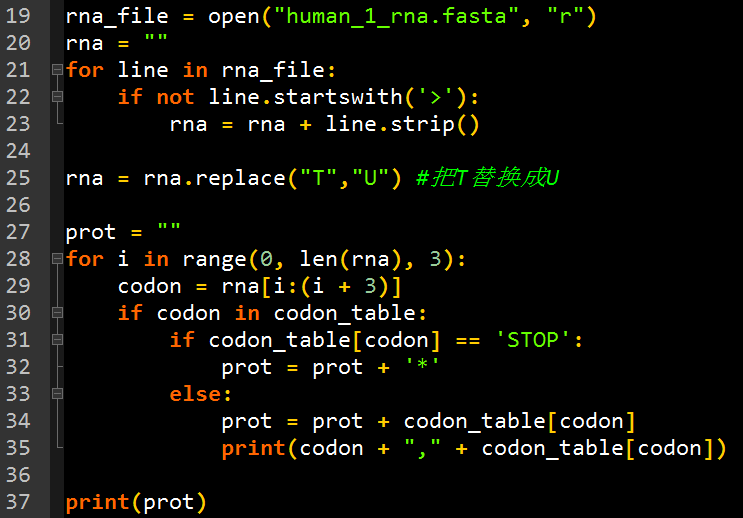 19 rna_file = open("human_1_rna.fasta", "r")
20 rna = ""
21 for line in rna_file:
22     if not line.startswith('>'):
23         rna = rna + line.strip()
24
25 rna = rna.replace("T","U") #把T替换成U
26
27 prot = ""
28 for i in range(0, len(rna), 3):
29     codon = rna[i:(i + 3)]
30     if codon in codon_table:
31         if codon_table[codon] == 'STOP':
32             prot = prot + '*'
33         else:
34             prot = prot + codon_table[codon]
35             print(codon + "," + codon_table[codon])
36
37 print(prot)